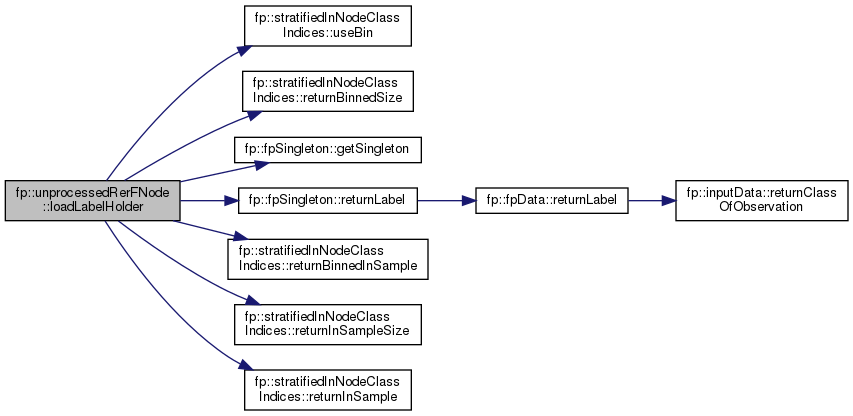 fp::stratifiedInNodeClass
Indices::useBin
fp::stratifiedInNodeClass
Indices::returnBinnedSize
fp::fpSingleton::getSingleton
fp::unprocessedRerFNode
::loadLabelHolder
fp::fpSingleton::returnLabel
fp::fpData::returnLabel
fp::inputData::returnClass
OfObservation
fp::stratifiedInNodeClass
Indices::returnBinnedInSample
fp::stratifiedInNodeClass
Indices::returnInSampleSize
fp::stratifiedInNodeClass
Indices::returnInSample